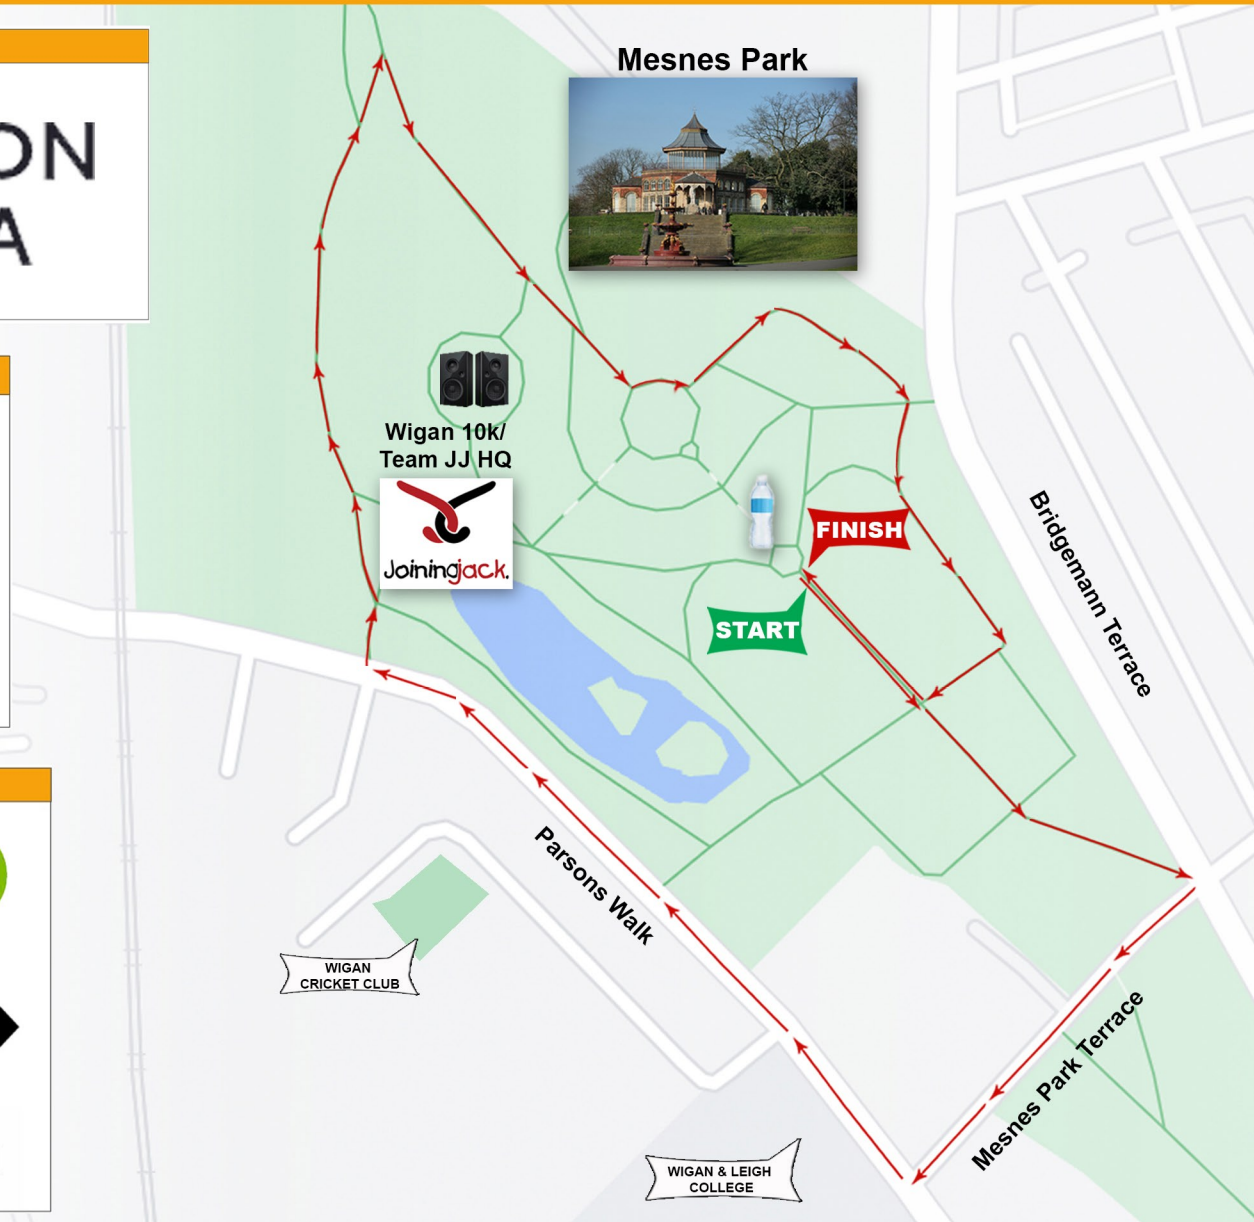 ON
A
Mesnes Park
Wigan 10k/
Team JJ HQ
Joiningjack.
FINISH
START
Bridgemann Terrace
Parsons Walk
WIGAN
CRICKET CLUB
Mesnes Park Terrace
WIGAN & LEIGH
COLLEGE